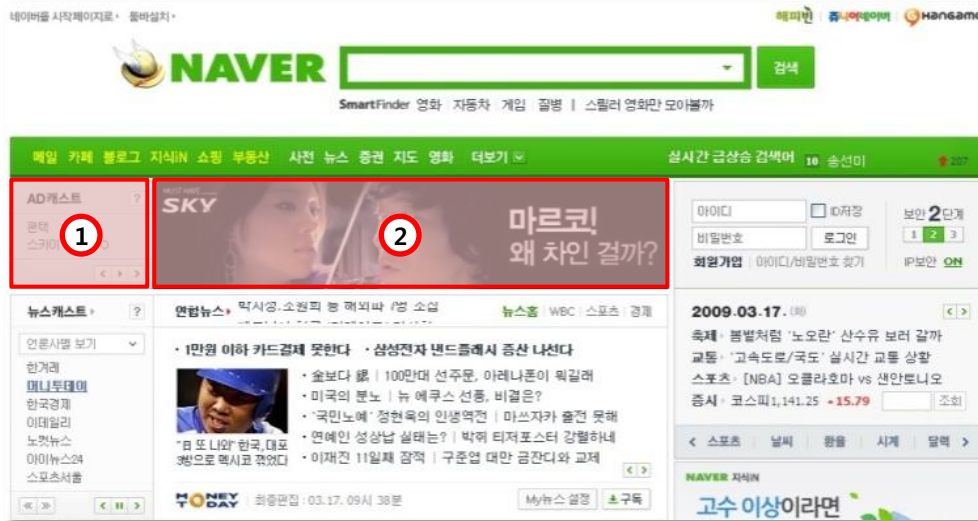 네이버를 시작페이지로 · 툴바설치 ·
해피빈 쥬니어네이버 Hangame
NAVER 검색
SmartFinder 영화 자동차 게임 질병 | 스릴러 영화만 모아볼까
메일 카페 블로그 지식iN 쇼핑 부동산 사전 뉴스 증권 지도 영화 더보기 실시간 급상승 검색어 10 송선미 207
AD캐스트 ?
팬택
1
SKY
2
마르코!
왜 차인 걸까?
아이디 ID저장 보안 2단계
비밀번호 로그인 1 2 3
회원가입 아이디/비밀번호 찾기 IP보안 ON
뉴스캐스트 ?
연합뉴스 뉴스홈 | WBC | 스포츠 | 경제
언론사별 보기
한겨레
머니투데이
한국경제
이데일리
노컷뉴스
아이뉴스24
스포츠서울
· 1만원 이하 카드결제 못한다 · 삼성전자 낸드플래시 증산 나선다
· 金보다 銀 | 100만대 선주문, 아레나폰이 뭐길래
· 미국의 분노 | 뉴 에쿠스 선풍, 비결은?
· '국민노예' 정현욱의 인생역전 | 마쓰자카 출전 못해
· 연예인 성상납 실태는? | 박쥐 티저포스터 강렬하네
· 이재진 11일째 잠적 | 구준엽 대만 금잔디와 교제
"日 또 나와" 한국, 대포
3방으로 멕시코 꺾었다
MONEY TODAY 최종편집 : 03.17. 09시 38분 My뉴스 설정 구독
2009.03.17. (화)
축제 · 봄볕처럼 '노오란' 산수유 보러 갈까
교통 · '고속도로/국도' 실시간 교통 상황
스포츠 · [NBA] 오클라호마 vs 샌안토니오
증시 · 코스피 1,141.25 - 15.79 조회
스포츠 날씨 환율 시계 달력
NAVER 지식iN
고수 이상이라면